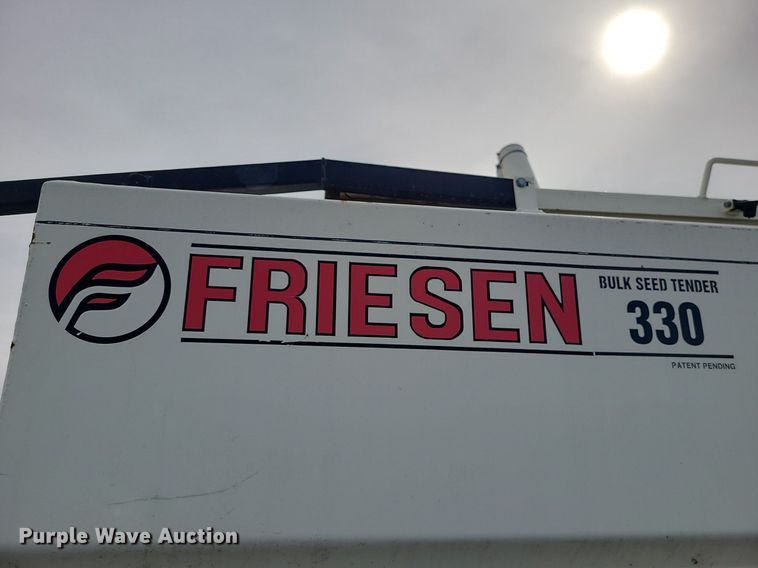 FRIESEN
BULK SEED TENDER
330
PATENT PENDING
Purple Wave Auction